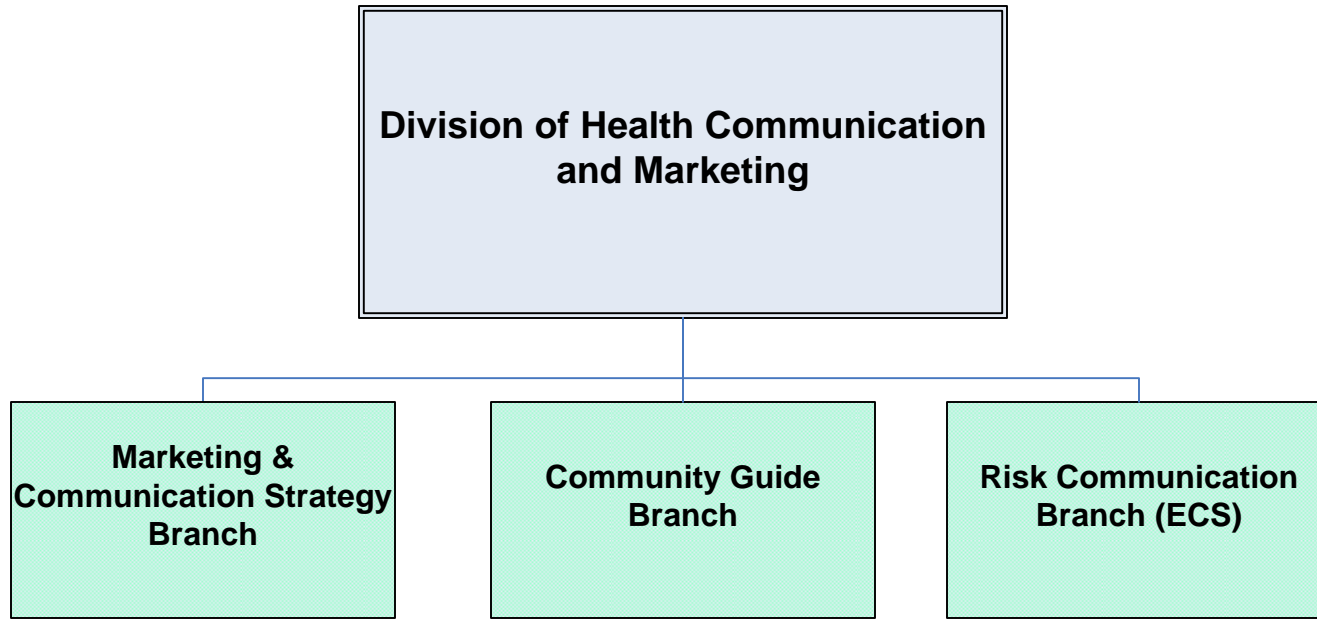 Division of Health Communication
and Marketing
Marketing &
Communication Strategy
Branch
Community Guide
Branch
Risk Communication
Branch (ECS)